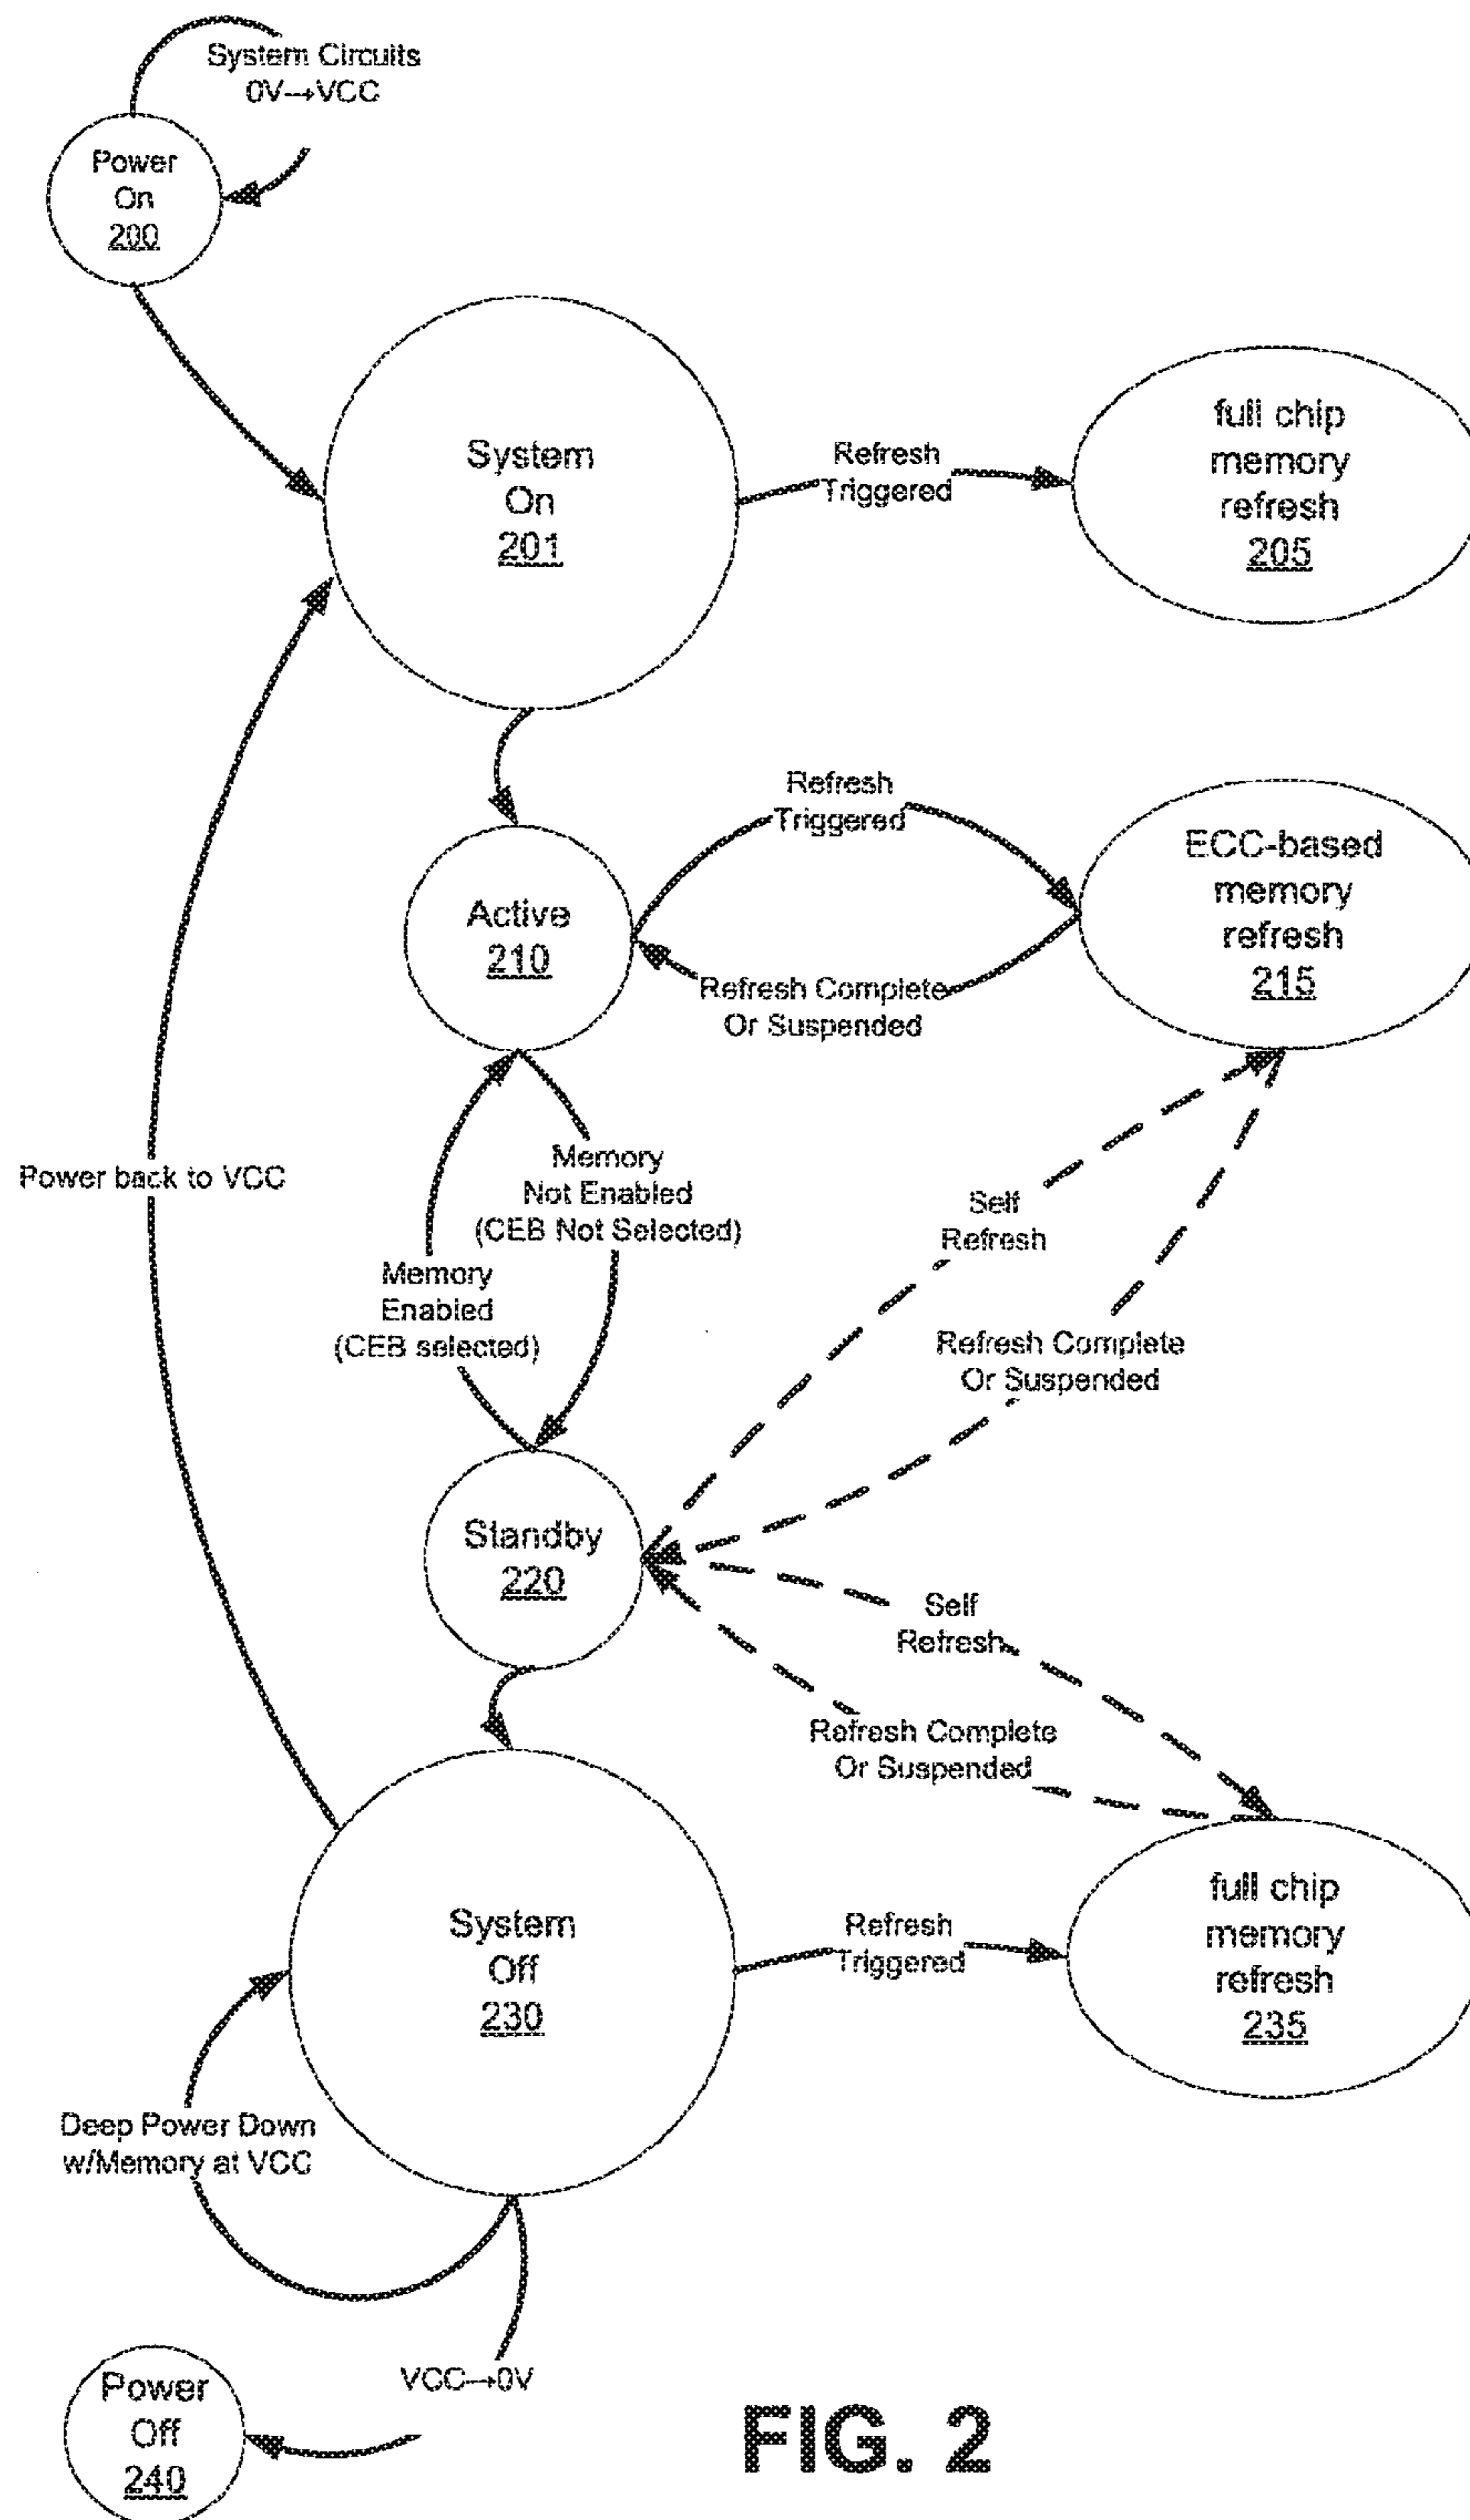 System Circuits
0V→VCC
Power
On
200
System
On
201
Refresh
Triggered
full chip
memory
refresh
205
Refresh
Triggered
ECC-based
memory
refresh
215
Active
210
Refresh Complete
Or Suspended
Power back to VCC
Memory
Not Enabled
(CEB Not Selected)
Self
Refresh
Memory
Enabled
(CEB selected)
Refresh Complete
Or Suspended
Standby
220
Self
Refresh
Refresh Complete
Or Suspended
System
Off
230
Refresh
Triggered
full chip
memory
refresh
235
Deep Power Down
w/Memory at VCC
VCC→0V
Power
Off
240
FIG. 2